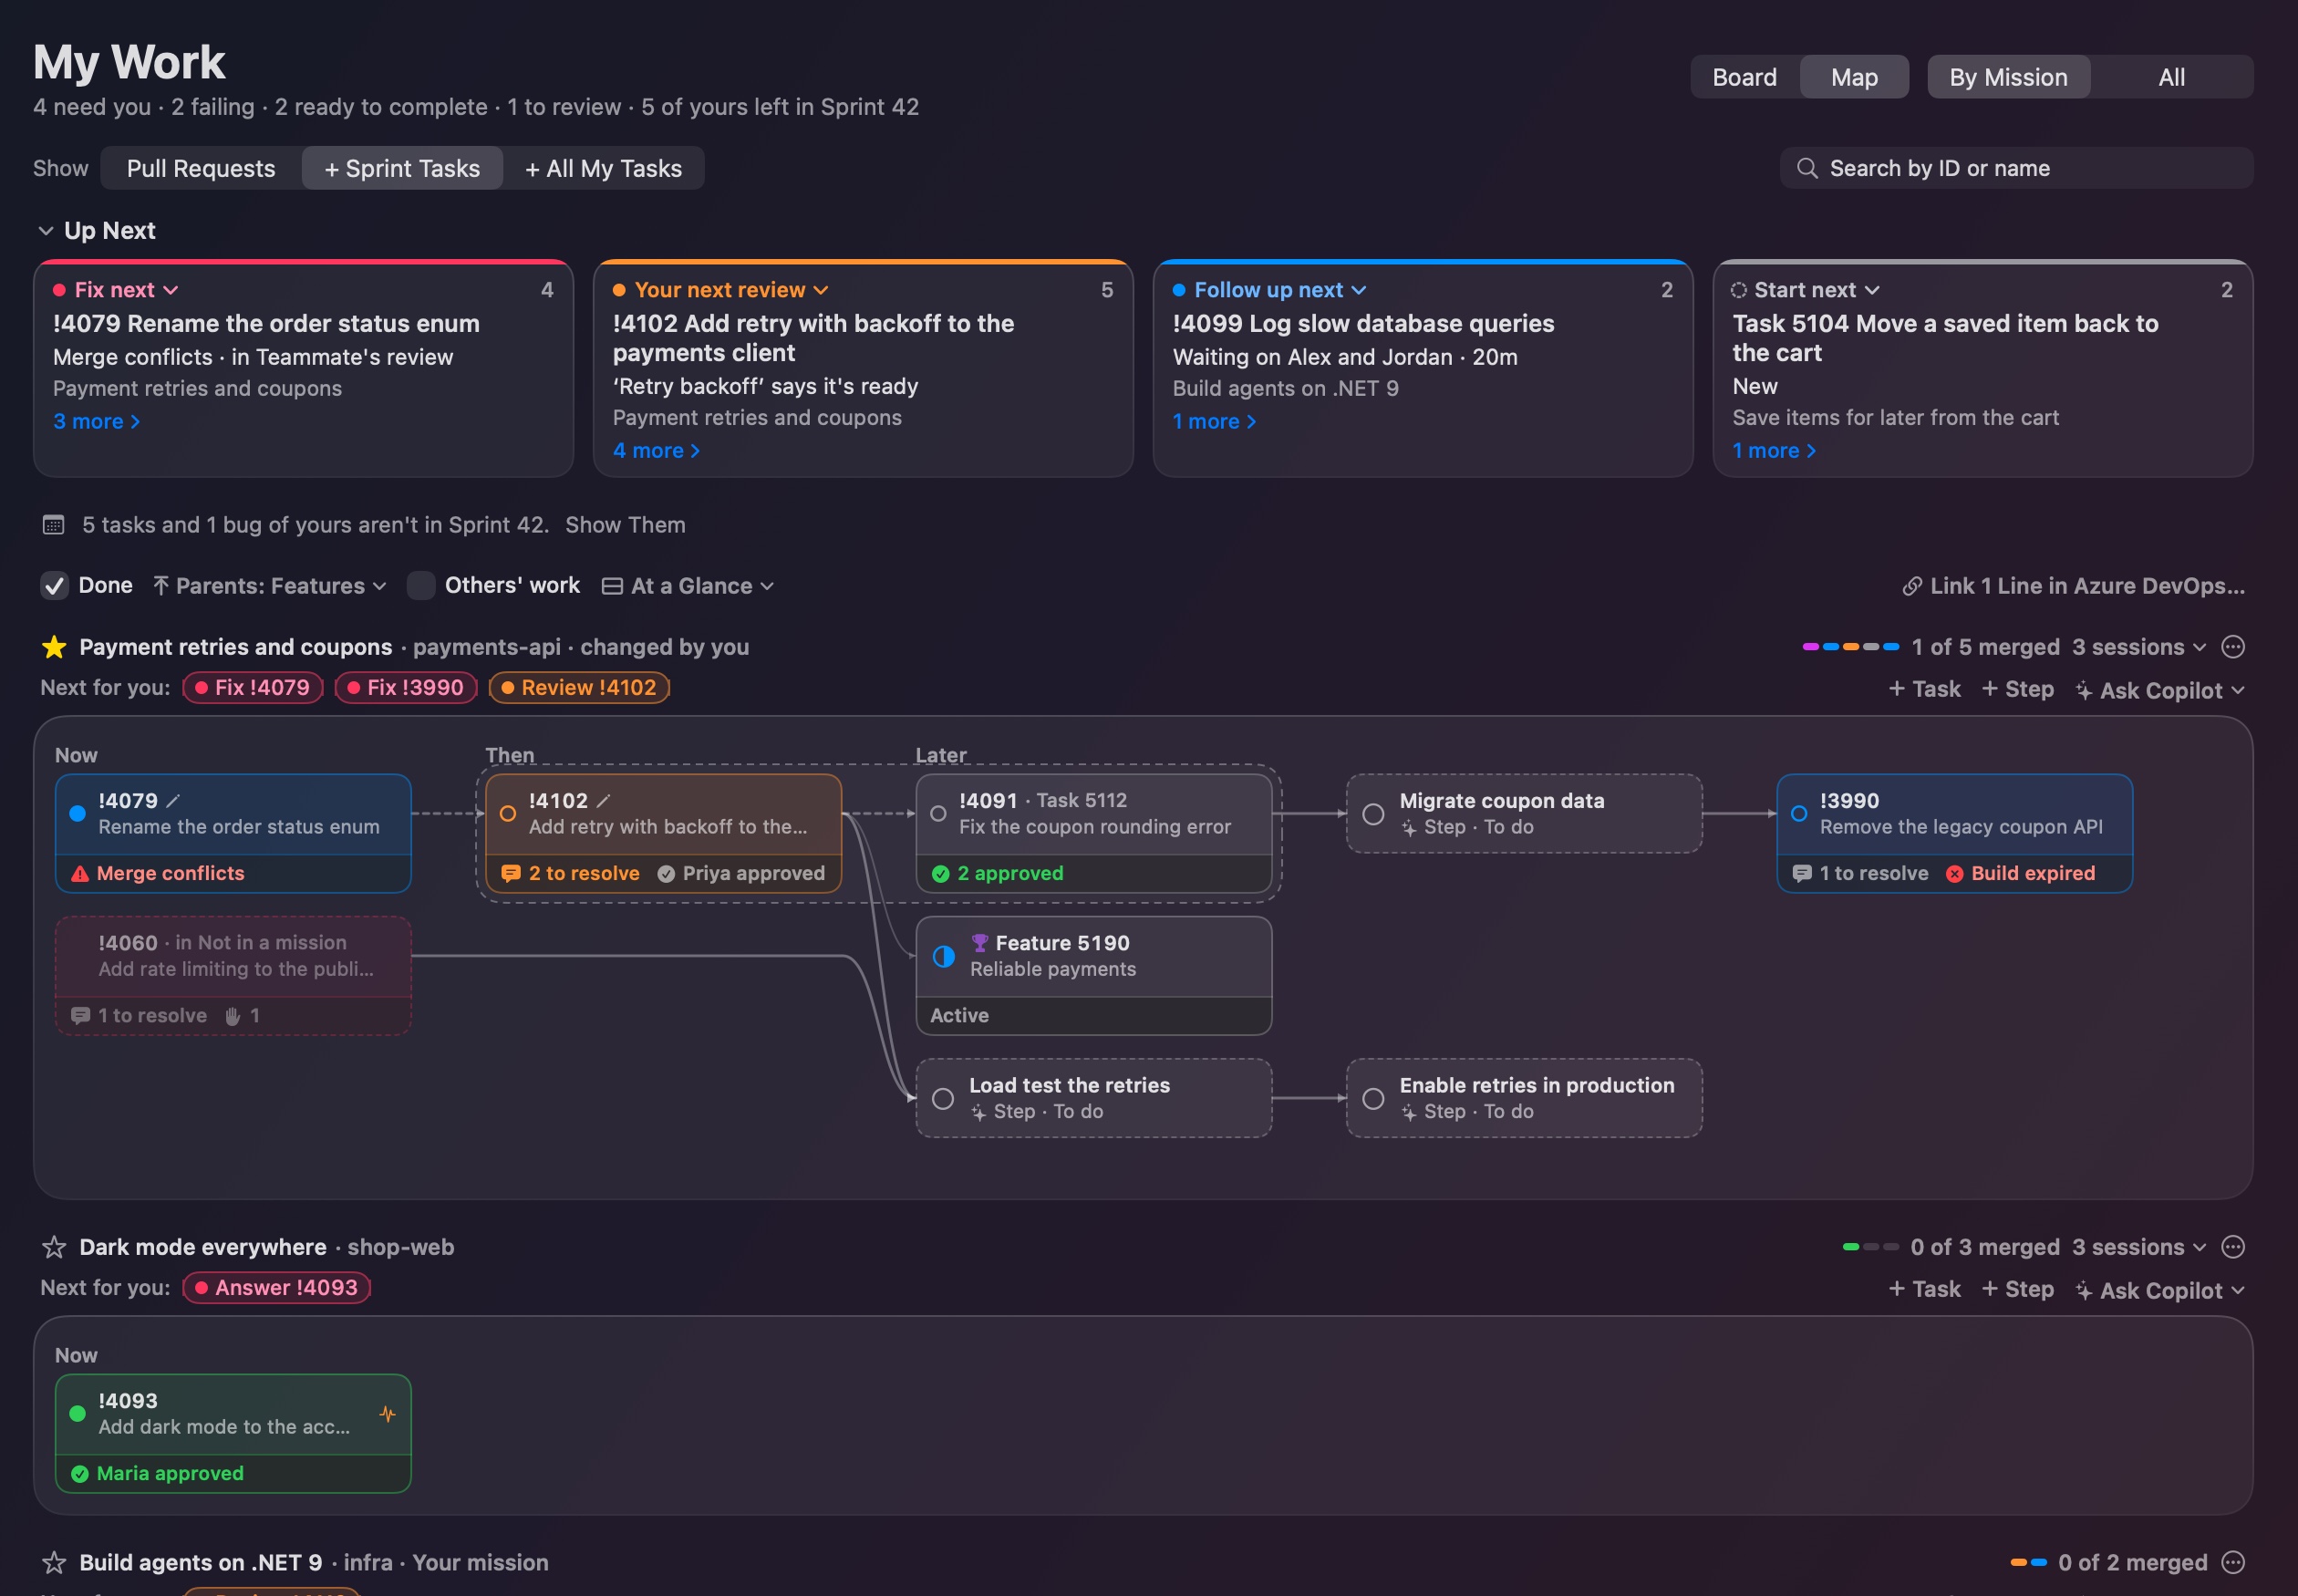 My Work
4 need you · 2 failing · 2 ready to complete · 1 to review · 5 of yours left in Sprint 42
Board Map By Mission All
Show Pull Requests + Sprint Tasks + All My Tasks
Search by ID or name
Up Next
Fix next 4
!4079 Rename the order status enum
Merge conflicts · in Teammate's review
Payment retries and coupons
3 more
Your next review 5
!4102 Add retry with backoff to the
payments client
‘Retry backoff’ says it's ready
Payment retries and coupons
4 more
Follow up next 2
!4099 Log slow database queries
Waiting on Alex and Jordan · 20m
Build agents on .NET 9
1 more
Start next 2
Task 5104 Move a saved item back to
the cart
New
Save items for later from the cart
1 more
5 tasks and 1 bug of yours aren't in Sprint 42. Show Them
Done Parents: Features Others' work At a Glance
Link 1 Line in Azure DevOps...
Payment retries and coupons · payments-api · changed by you
1 of 5 merged 3 sessions
Next for you: Fix !4079 Fix !3990 Review !4102
+ Task + Step Ask Copilot
Now
Then
Later
!4079
Rename the order status enum
Merge conflicts
!4102
Add retry with backoff to the...
2 to resolve Priya approved
!4091 · Task 5112
Fix the coupon rounding error
2 approved
Migrate coupon data
Step · To do
!3990
Remove the legacy coupon API
1 to resolve Build expired
!4060 · in Not in a mission
Add rate limiting to the publi...
1 to resolve 1
Feature 5190
Reliable payments
Active
Load test the retries
Step · To do
Enable retries in production
Step · To do
Dark mode everywhere · shop-web
0 of 3 merged 3 sessions
Next for you: Answer !4093
+ Task + Step Ask Copilot
Now
!4093
Add dark mode to the acc...
Maria approved
Build agents on .NET 9 · infra · Your mission
0 of 2 merged